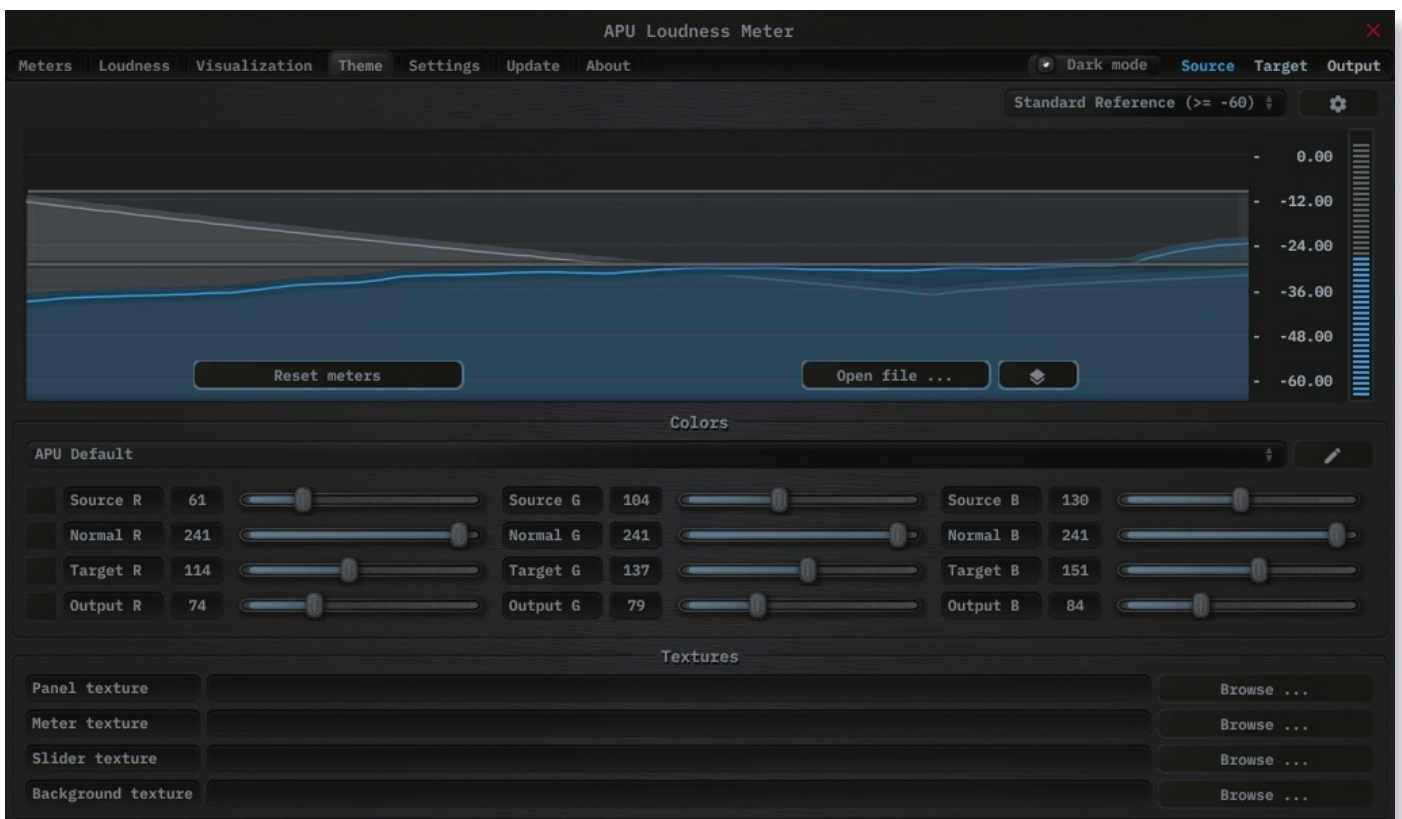 APU Loudness Meter
Meters Loudness Visualization Theme Settings Update About Dark mode Source Target Output
Standard Reference (>= -60)
- 0.00
- -12.00
- -24.00
- -36.00
- -48.00
Reset meters Open file ... - -60.00
Colors
APU Default
Source R 61 Source G 104 Source B 130
Normal R 241 Normal G 241 Normal B 241
Target R 114 Target G 137 Target B 151
Output R 74 Output G 79 Output B 84
Textures
Panel texture Browse ...
Meter texture Browse ...
Slider texture Browse ...
Background texture Browse ...